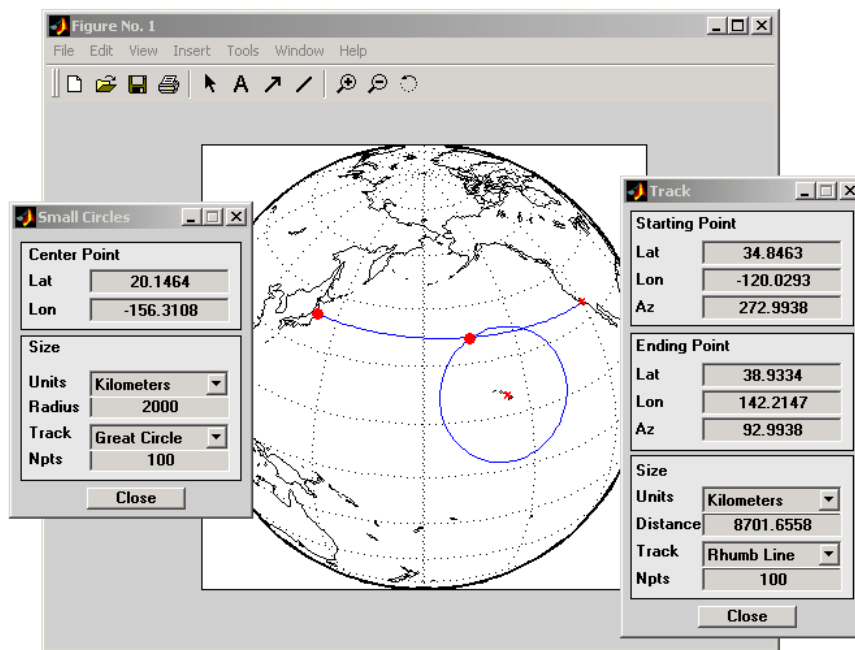 Figure No. 1
File Edit View Insert Tools Window Help
A
Small Circles
Center Point
Lat 20.1464
Lon -156.3108
Size
Units Kilometers
Radius 2000
Track Great Circle
Npts 100
Close
Track
Starting Point
Lat 34.8463
Lon -120.0293
Az 272.9938
Ending Point
Lat 38.9334
Lon 142.2147
Az 92.9938
Size
Units Kilometers
Distance 8701.6558
Track Rhumb Line
Npts 100
Close